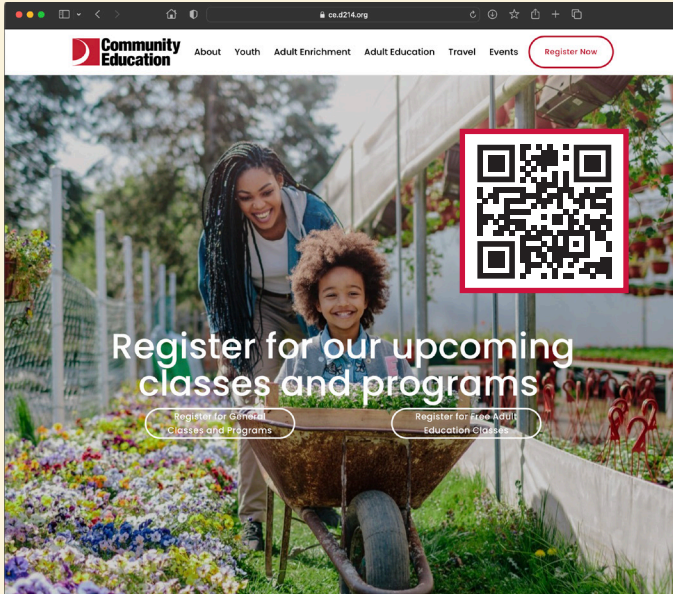 ce.d214.org
Community
Education
About Youth Adult Enrichment Adult Education Travel Events Register Now
Register for our upcoming
classes and programs
Register for General
Classes and Programs
Register for Free Adult
Education Classes